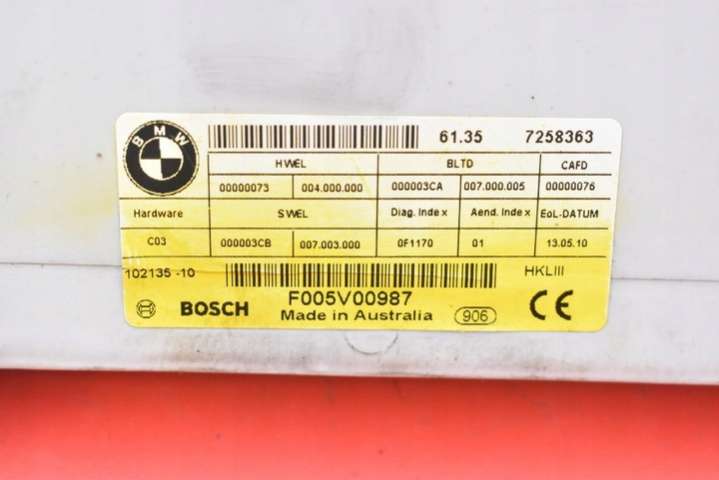 BMW
61.35 7258363
HWEL BLTD CAFD
00000073 004.000.000 000003CA 007.000.005 00000076
Hardware SWEL Diag. Index Aend. Index EoL-DATUM
C03 000003CB 007.003.000 0F1170 01 13.05.10
102135 -10 HKLIII
BOSCH F005V00987 CE
Made in Australia 906